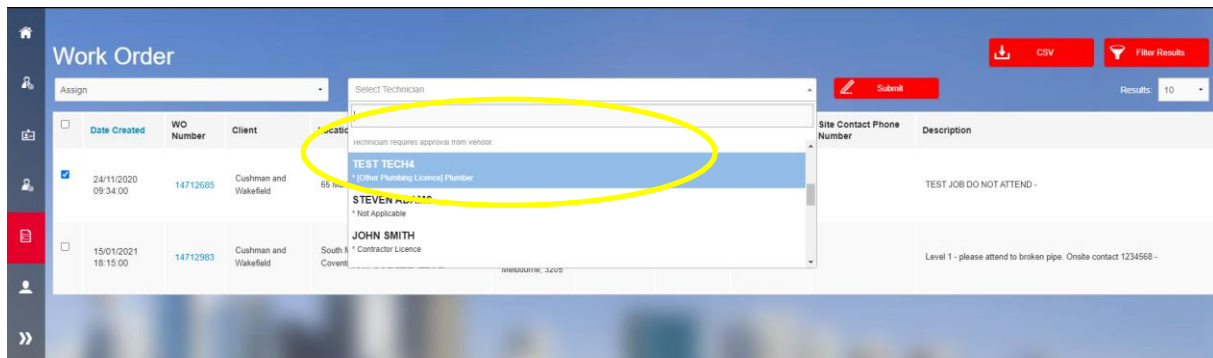 Work Order
CSV
Filter Results
Assign
Select Technician
Submit
Results: 10
Date Created
WO Number
Client
Site Contact Phone Number
Description
Technician requires approval from vendor.
TEST TECH4
* [Other Plumbing Licence] Plumber
STEVEN ADAMS
* Not Applicable
JOHN SMITH
* Contractor Licence
24/11/2020
09:34:00
14712685
Cushman and
Wakefield
TEST JOB DO NOT ATTEND -
15/01/2021
18:15:00
14712983
Cushman and
Wakefield
South
Melbourne, 3205
Level 1 - please attend to broken pipe. Onsite contact 1234568 -